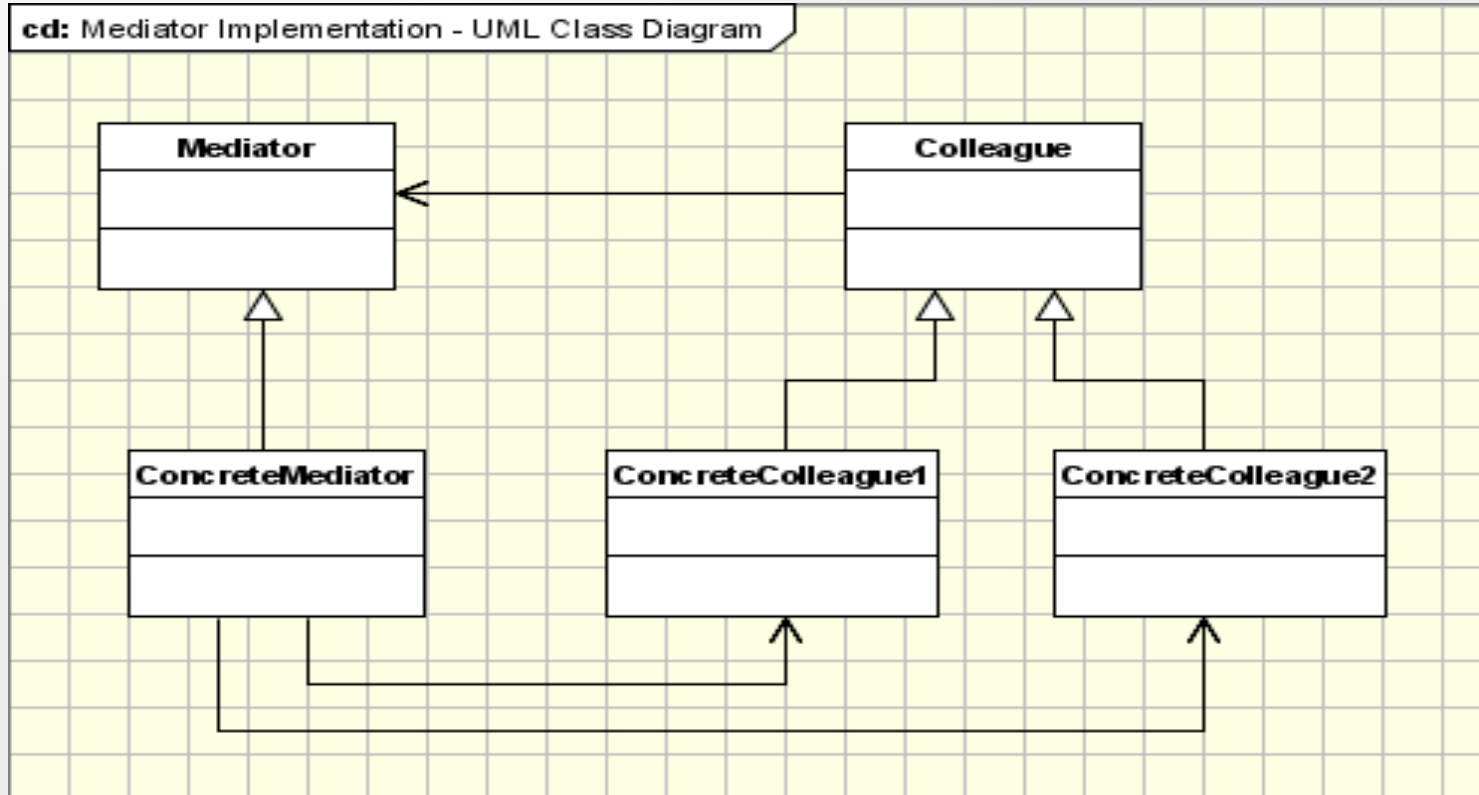 cd: Mediator Implementation - UML Class Diagram
Mediator
Colleague
ConcreteMediator
ConcreteColleague1
ConcreteColleague2